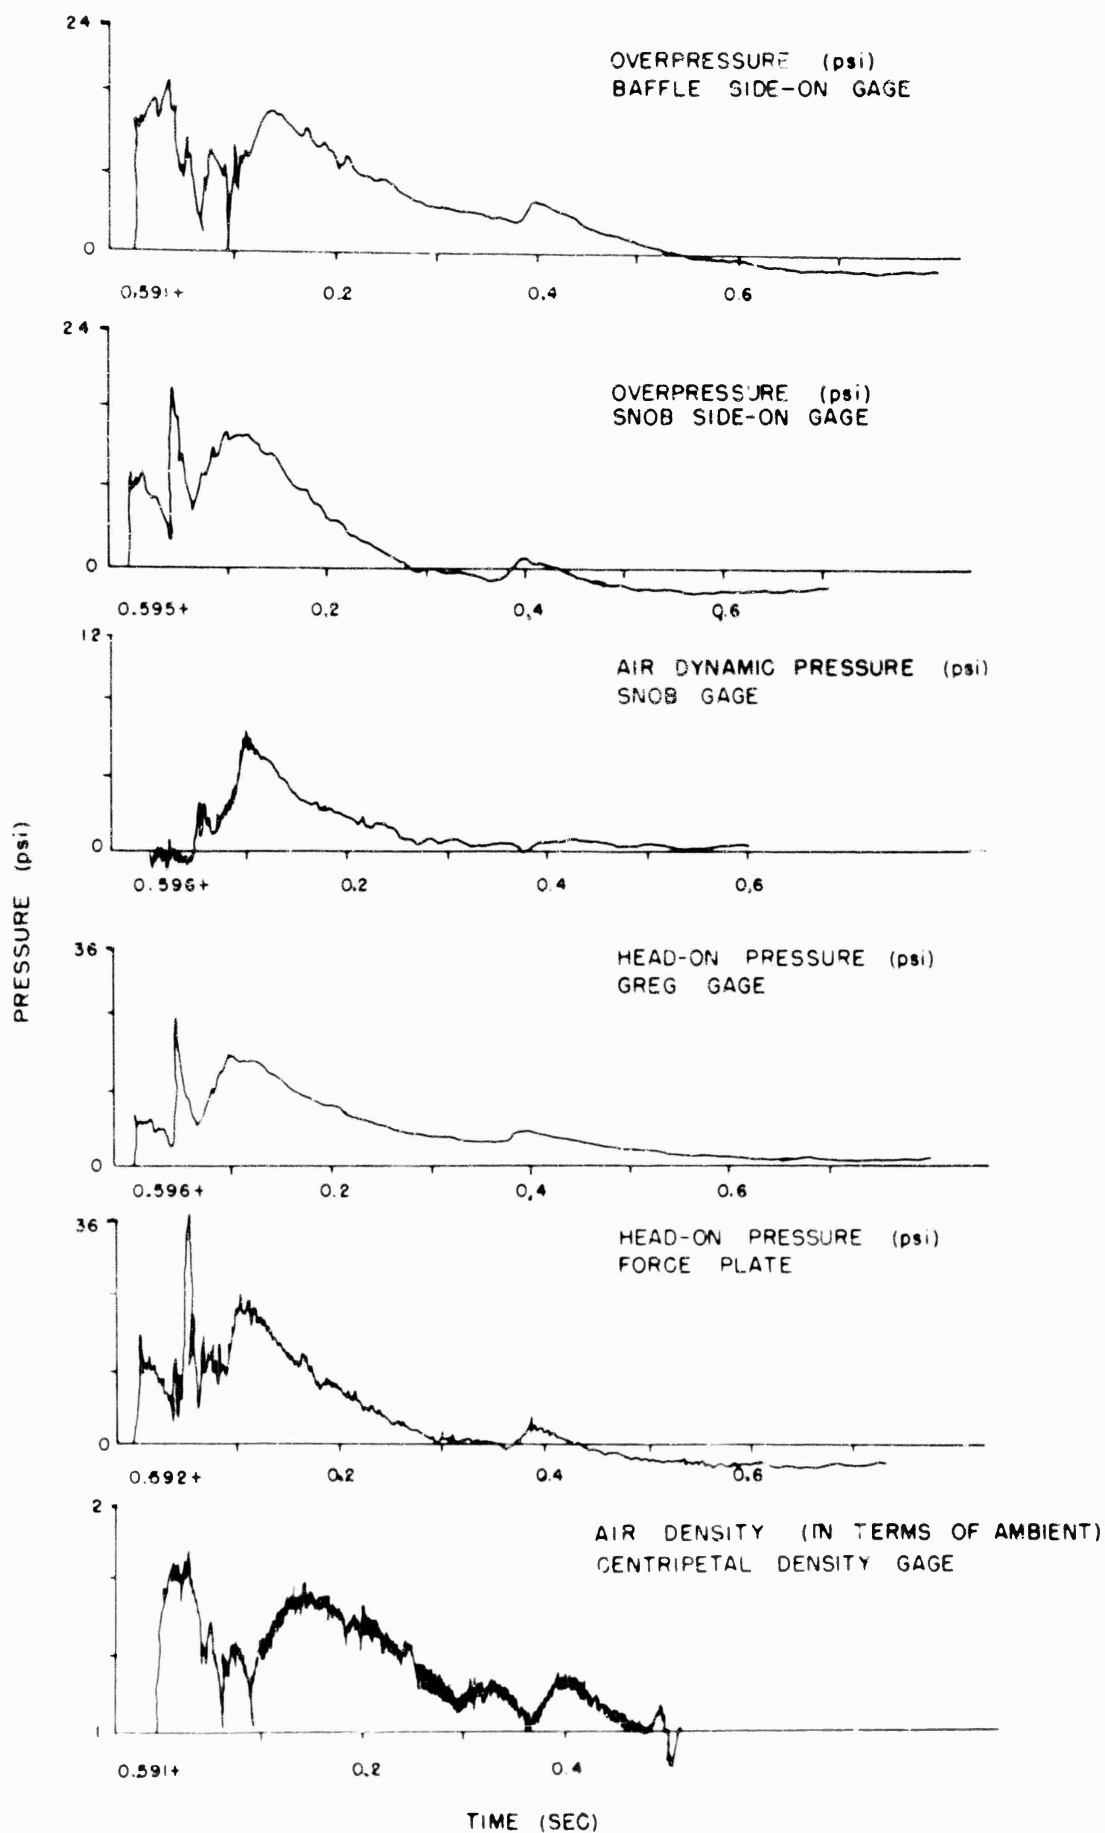 24
OVERPRESSURE (psi)
BAFFLE SIDE-ON GAGE
0
0.591+ 0.2 0.4 0.6
24
OVERPRESSURE (psi)
SNOB SIDE-ON GAGE
0
0.595+ 0.2 0.4 0.6
12
AIR DYNAMIC PRESSURE (psi)
SNOB GAGE
0
0.596+ 0.2 0.4 0.6
PRESSURE (psi)
36
HEAD-ON PRESSURE (psi)
GREG GAGE
0
0.596+ 0.2 0.4 0.6
36
HEAD-ON PRESSURE (psi)
FORCE PLATE
0
0.592+ 0.2 0.4 0.6
2
AIR DENSITY (IN TERMS OF AMBIENT)
CENTRIPETAL DENSITY GAGE
1
0.591+ 0.2 0.4
TIME (SEC)